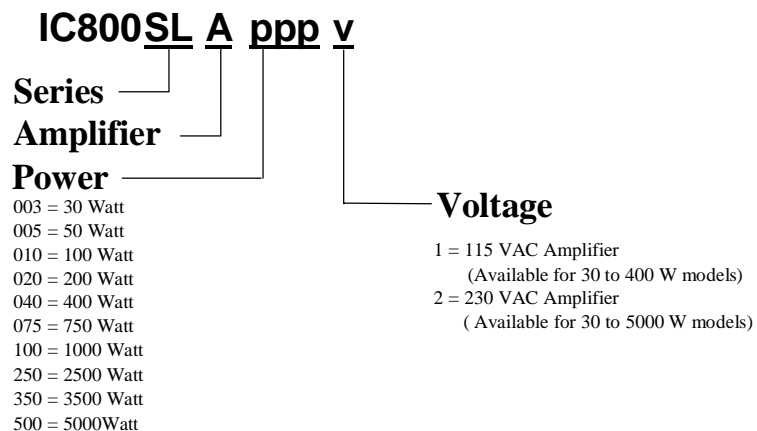 IC800SL A ppp v
Series
Amplifier
Power
003 = 30 Watt
005 = 50 Watt
010 = 100 Watt
020 = 200 Watt
040 = 400 Watt
075 = 750 Watt
100 = 1000 Watt
250 = 2500 Watt
350 = 3500 Watt
500 = 5000Watt
Voltage
1 = 115 VAC Amplifier
(Available for 30 to 400 W models)
2 = 230 VAC Amplifier
( Available for 30 to 5000 W models)